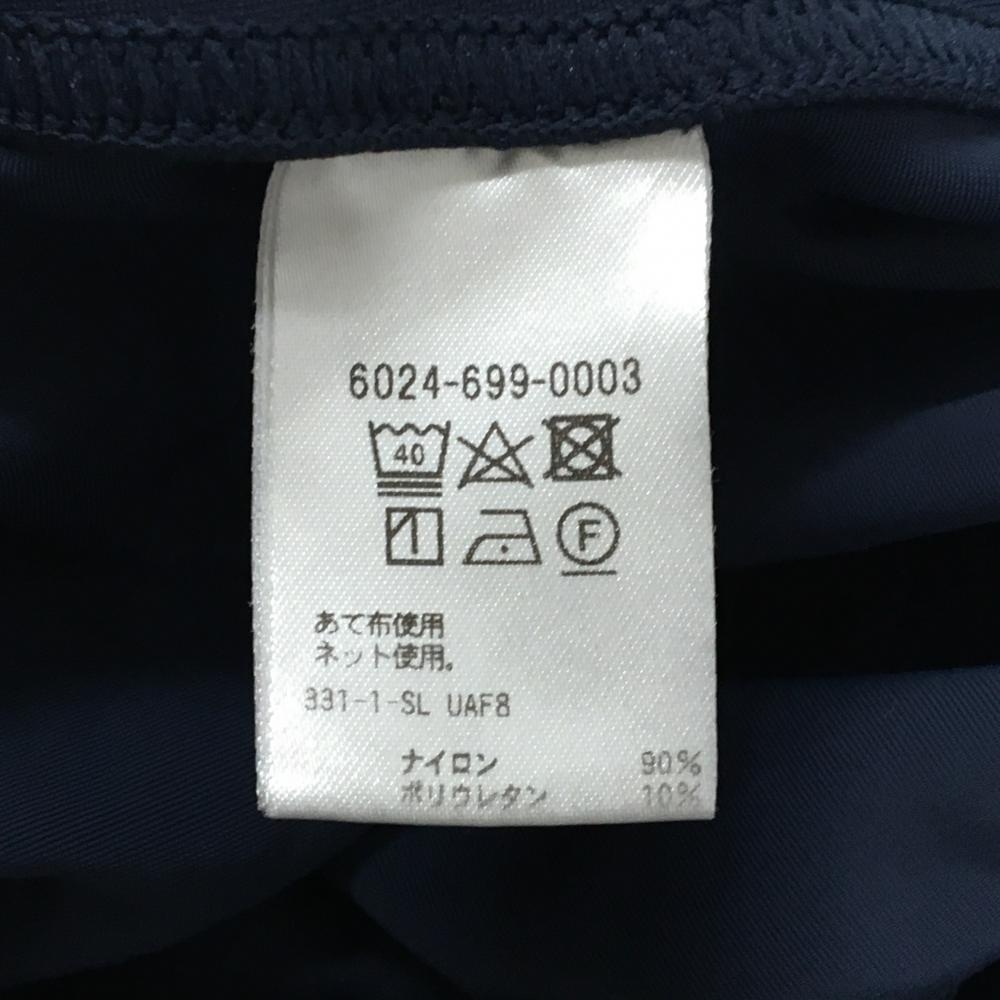 6024-699-0003
40
F
あて布使用
ネット使用。
331-1-SL UAF8
ナイロン 90%
ポリウレタン 10%